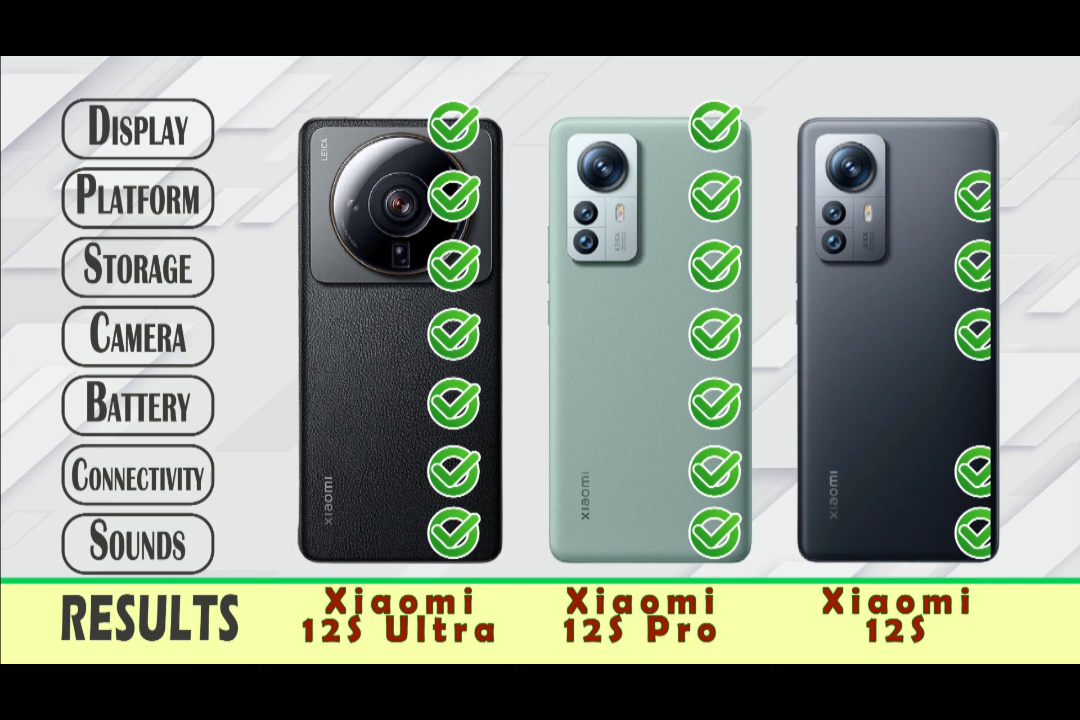 DISPLAY
PLATFORM
STORAGE
CAMERA
BATTERY
CONNECTIVITY
SOUNDS
LEICA
xiaomi
LEICA
xiaomi
LEICA
xiaomi
RESULTS
Xiaomi
12S Ultra
Xiaomi
12S Pro
Xiaomi
12S